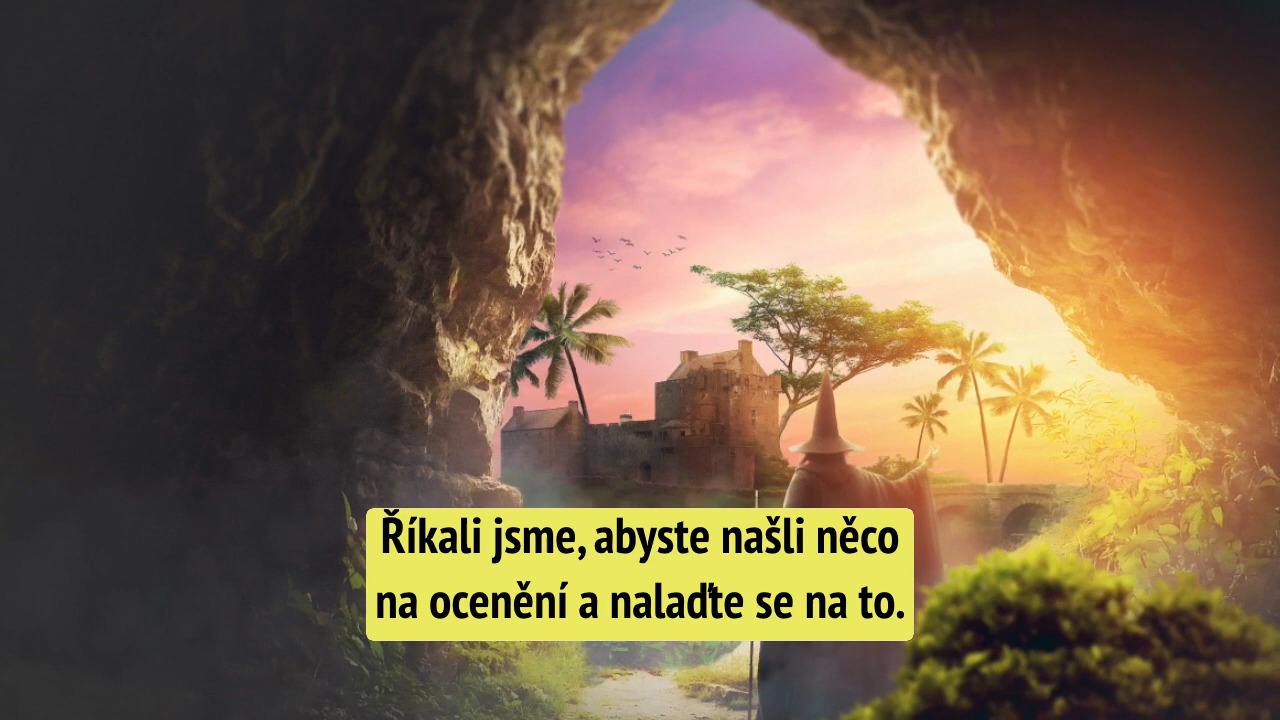 Říkali jsme, abyste našli něco
na ocenění a nalaďte se na to.